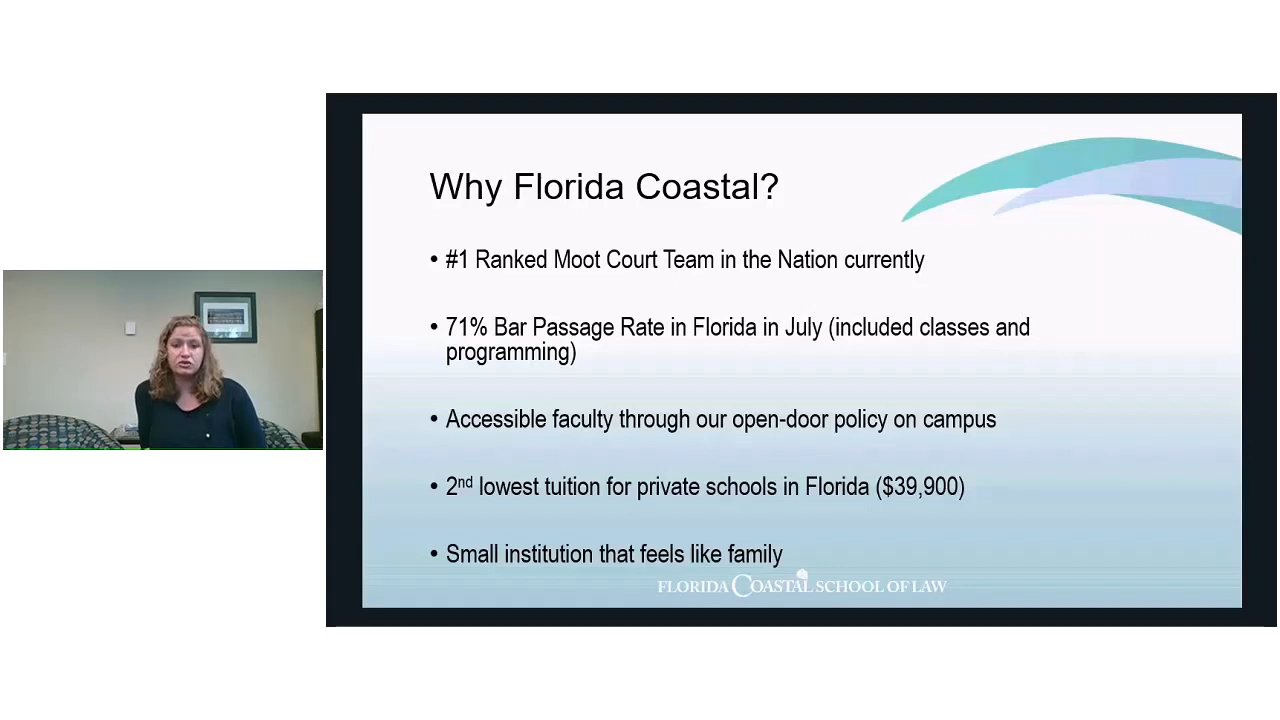 Why Florida Coastal?
• #1 Ranked Moot Court Team in the Nation currently
• 71% Bar Passage Rate in Florida in July (included classes and
programming)
• Accessible faculty through our open-door policy on campus
• 2nd lowest tuition for private schools in Florida ($39,900)
• Small institution that feels like family
FLORIDA COASTAL SCHOOL OF LAW